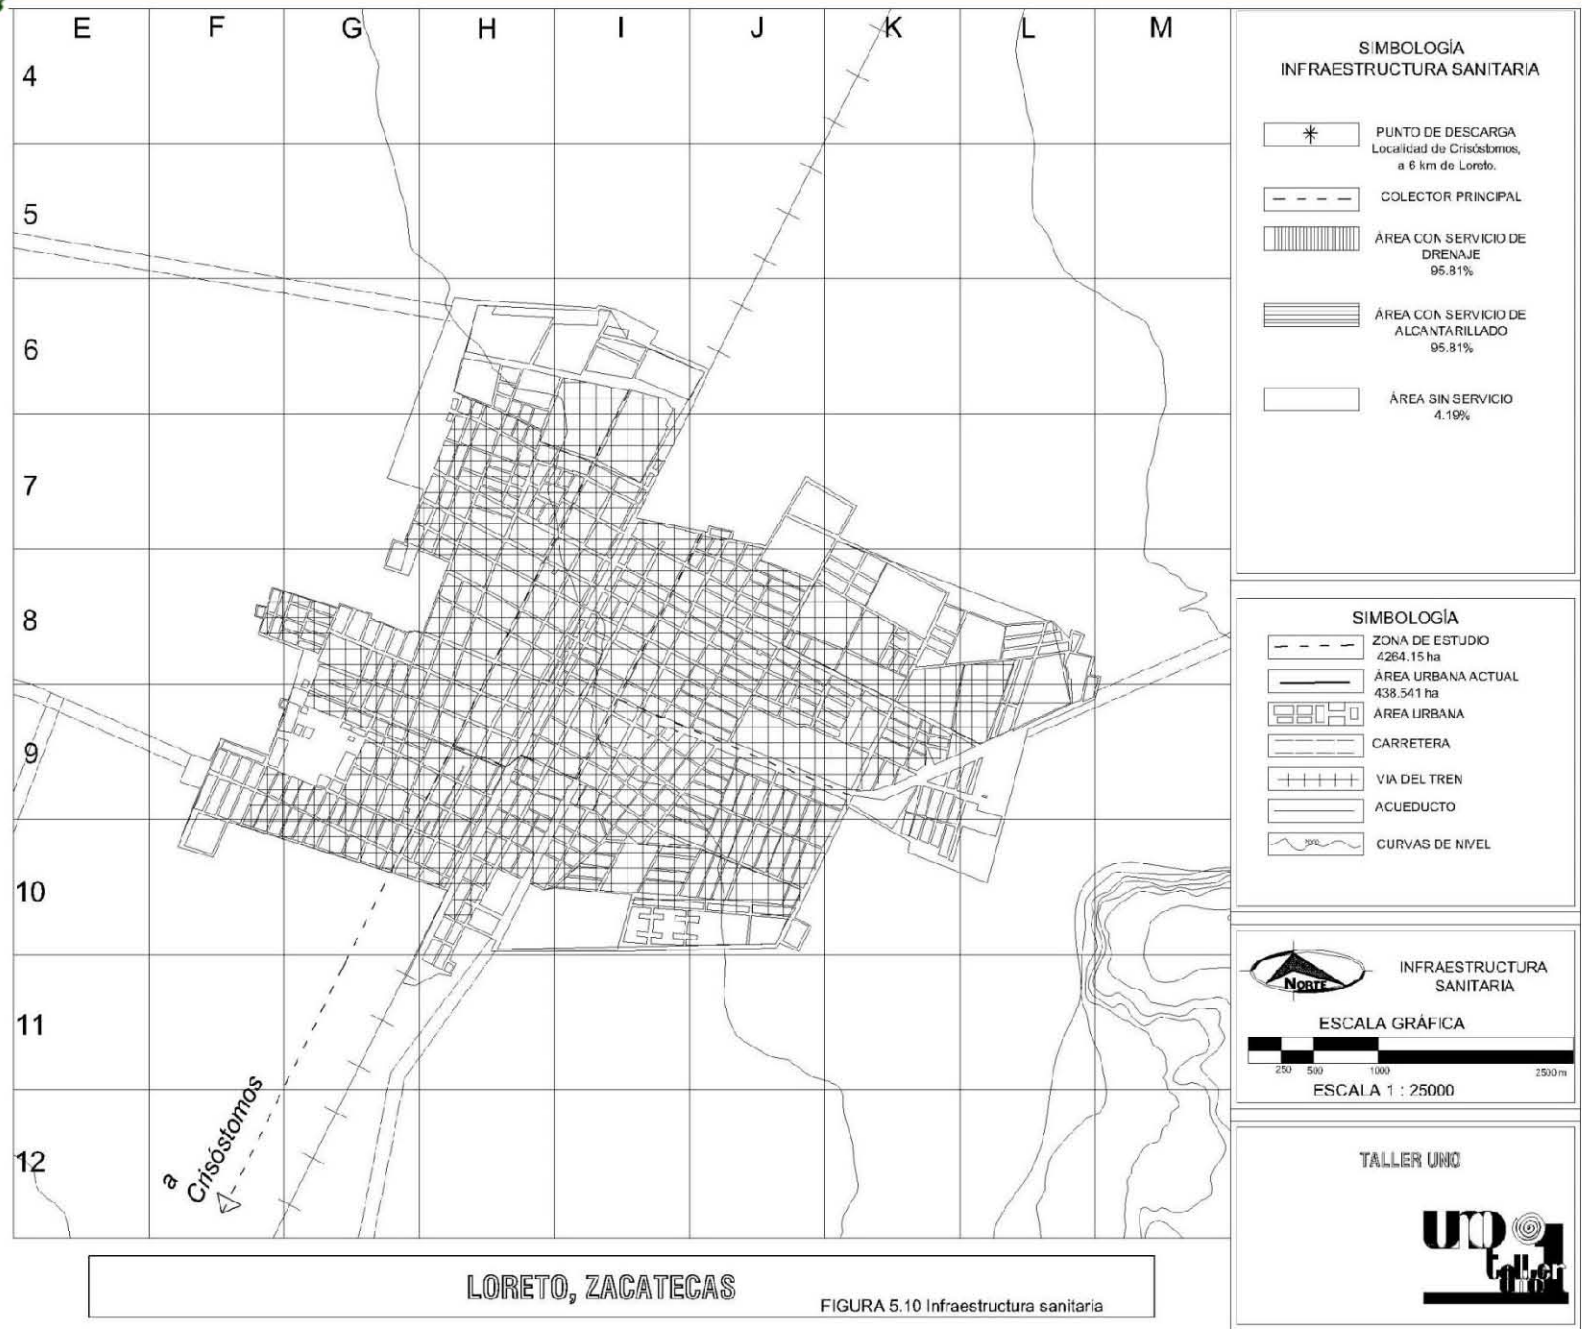 E F G H I J K L M
4
5
6
7
8
9
10
11
12
a
Crisóstomos
SIMBOLOGÍA
INFRAESTRUCTURA SANITARIA
PUNTO DE DESCARGA
Localidad de Crisóstomos,
a 6 km de Loreto.
COLECTOR PRINCIPAL
ÁREA CON SERVICIO DE
DRENAJE
95.81%
ÁREA CON SERVICIO DE
ALCANTARILLADO
95.81%
ÁREA SIN SERVICIO
4.19%
SIMBOLOGÍA
ZONA DE ESTUDIO
4264.15 ha
ÁREA URBANA ACTUAL
438.541 ha
ÁREA URBANA
CARRETERA
VIA DEL TREN
ACUEDUCTO
CURVAS DE NIVEL
NORTE
INFRAESTRUCTURA
SANITARIA
ESCALA GRÁFICA
250 500 1000 2500 m
ESCALA 1 : 25000
TALLER UNO
LORETO, ZACATECAS
FIGURA 5.10 Infraestructura sanitaria